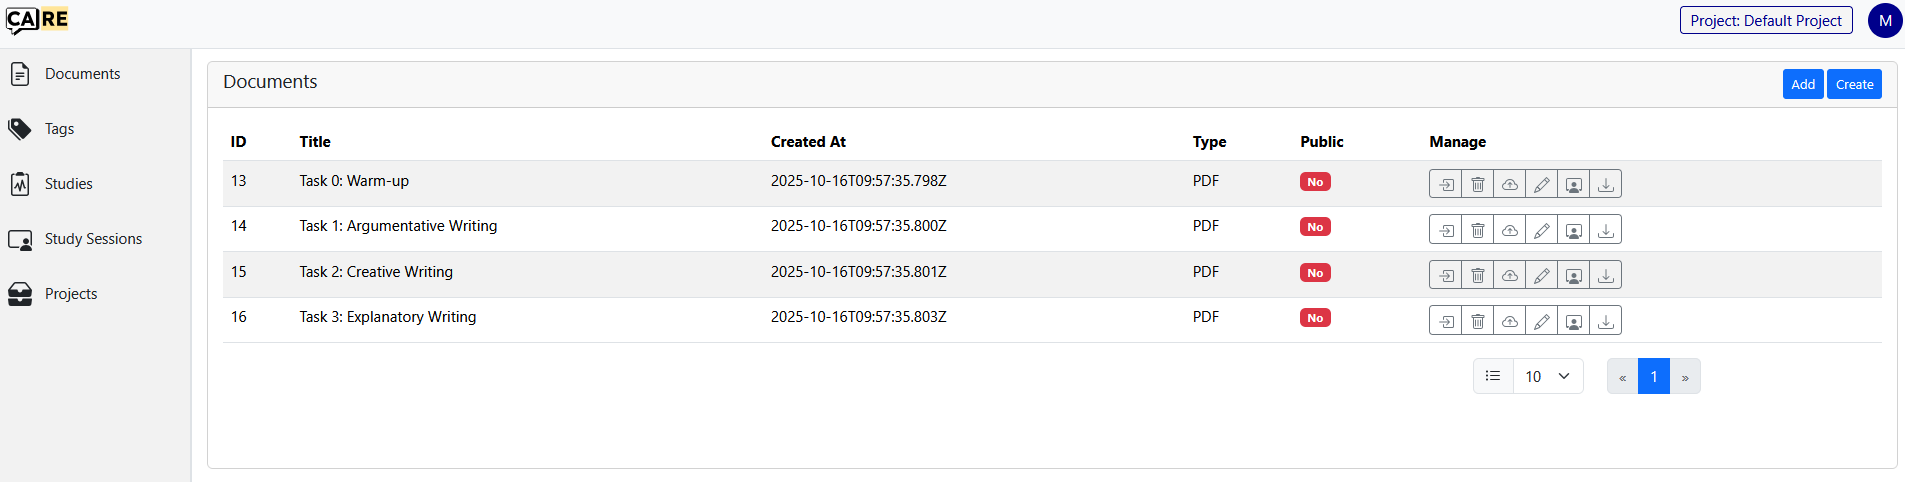 CARE
Project: Default Project
M
Documents
Tags
Studies
Study Sessions
Projects
Documents
Add Create
ID Title Created At Type Public Manage
13 Task 0: Warm-up 2025-10-16T09:57:35.798Z PDF No
14 Task 1: Argumentative Writing 2025-10-16T09:57:35.800Z PDF No
15 Task 2: Creative Writing 2025-10-16T09:57:35.801Z PDF No
16 Task 3: Explanatory Writing 2025-10-16T09:57:35.803Z PDF No
10 « 1 »